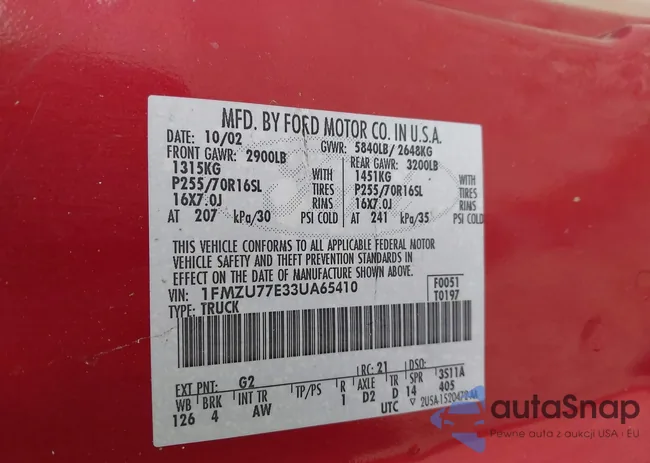 MFD. BY FORD MOTOR CO. IN U.S.A.
DATE: 10/02 GVWR: 5840LB/ 2648KG
FRONT GAWR: 2900LB REAR GAWR: 3200LB
1315KG WITH 1451KG WITH
P255/70R16SL TIRES P255/70R16SL TIRES
16X7.0J RIMS 16X7.0J RIMS
AT 207 kPa/30 PSI COLD AT 241 kPa/35 PSI COLD
THIS VEHICLE CONFORMS TO ALL APPLICABLE FEDERAL MOTOR
VEHICLE SAFETY AND THEFT PREVENTION STANDARDS IN
EFFECT ON THE DATE OF MANUFACTURE SHOWN ABOVE.
VIN: 1FMZU77E33UA65410 F0051
TYPE: TRUCK T0197
EXT PNT: G2 RC: 21 DSO:
WB BRK INT TR TP/PS R AXLE TR SPR 3S11A
126 4 AW 1 D2 D 14 405
UTC ▽ 2U5A-1520472-AA
autaSnap
Pewne auta z aukcji USA i EU